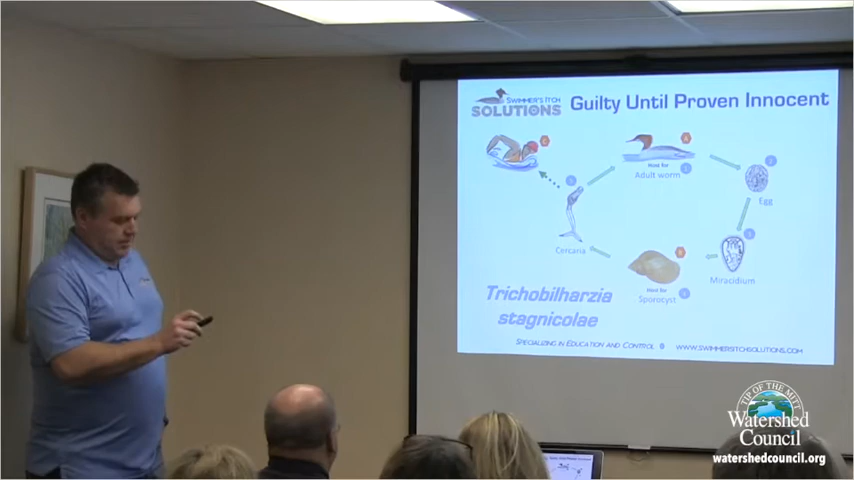 SWIMMER'S ITCH
SOLUTIONS
Guilty Until Proven Innocent
Host for
Adult worm
Egg
Cercaria
Miracidium
Host for
Sporocyst
Trichobilharzia
stagnicolae
SPECIALIZING IN EDUCATION AND CONTROL
WWW.SWIMMERSITCHSOLUTIONS.COM
TIP OF THE MITT
Watershed
Council
watershedcouncil.org